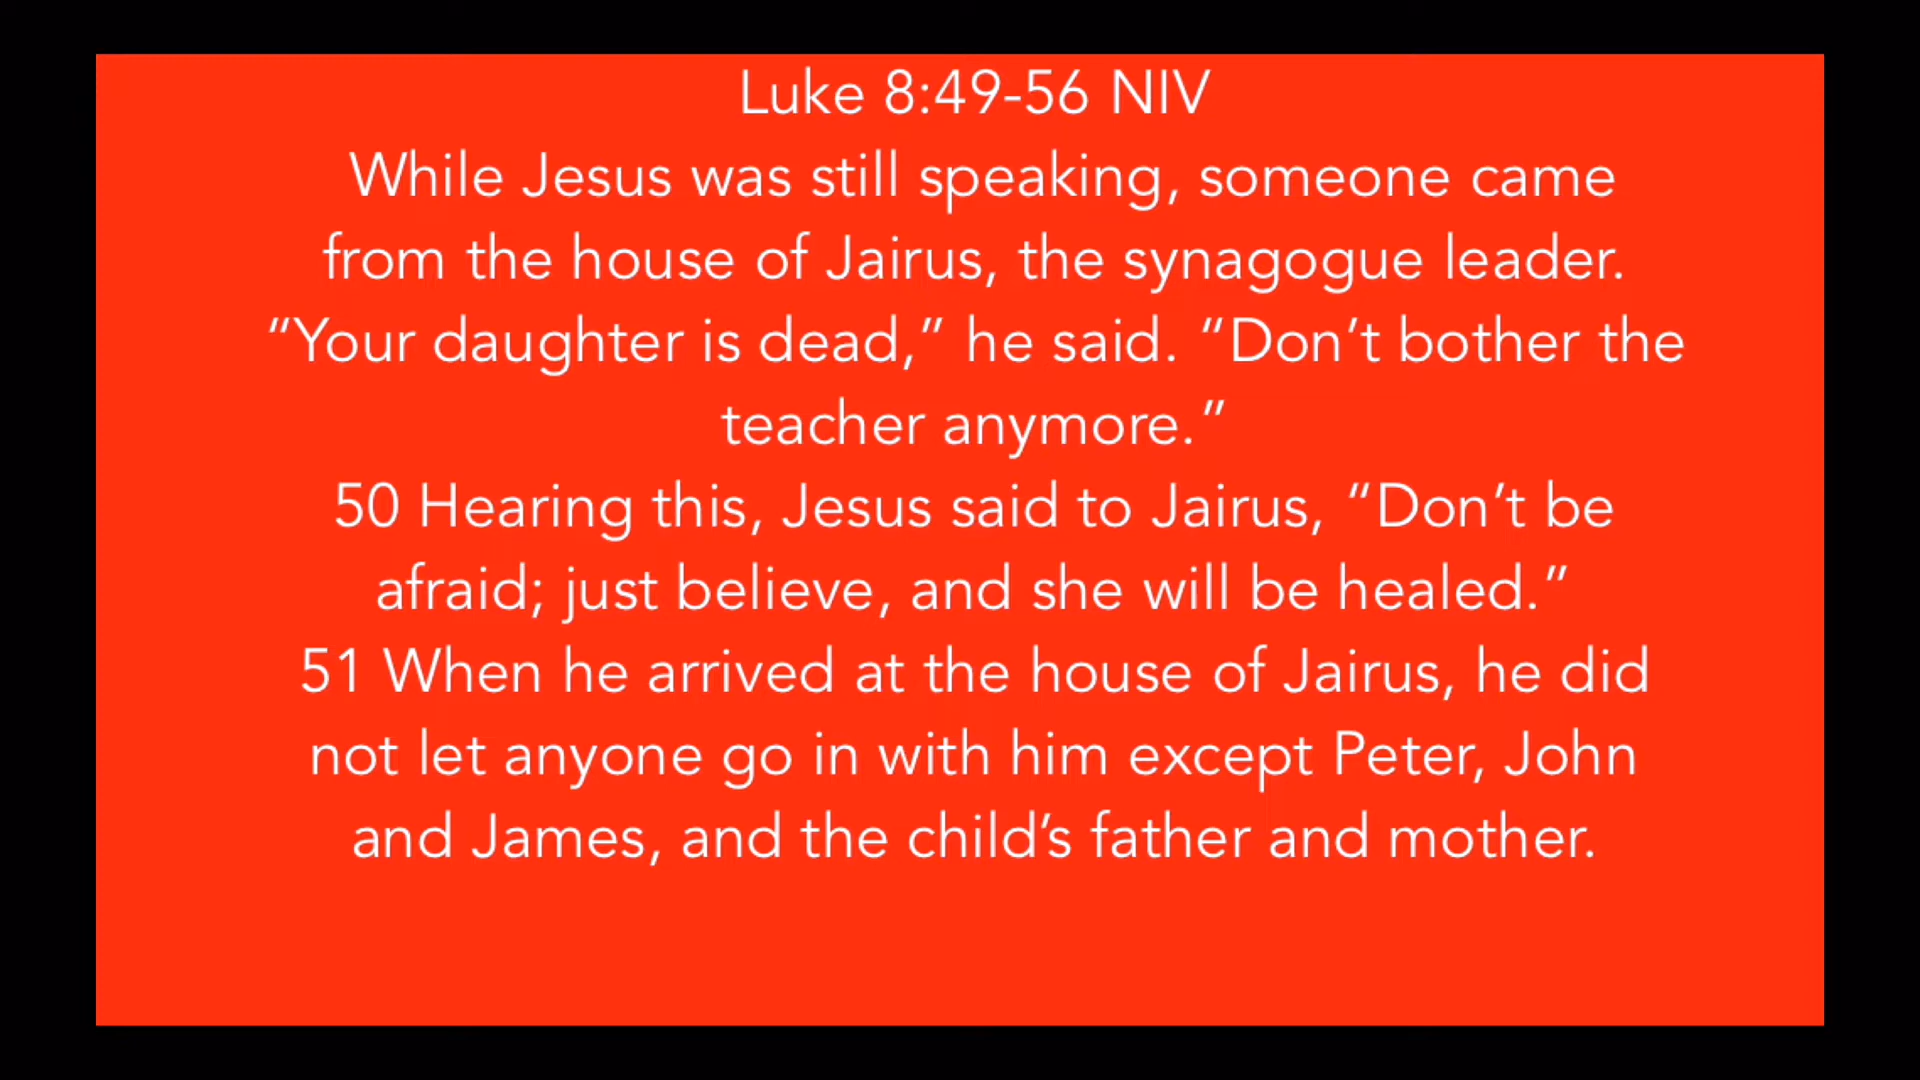 Luke 8:49-56 NIV
While Jesus was still speaking, someone came
from the house of Jairus, the synagogue leader.
“Your daughter is dead,” he said. “Don’t bother the
teacher anymore.”
50 Hearing this, Jesus said to Jairus, “Don’t be
afraid; just believe, and she will be healed.”
51 When he arrived at the house of Jairus, he did
not let anyone go in with him except Peter, John
and James, and the child’s father and mother.